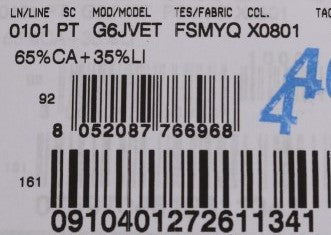 LN/LINE SC MOD/MODEL TES/FABRIC COL.
0101 PT G6JVET FSMYQ X0801
65%CA+35%LI
92
8 052087 766968
161
0910401272611341